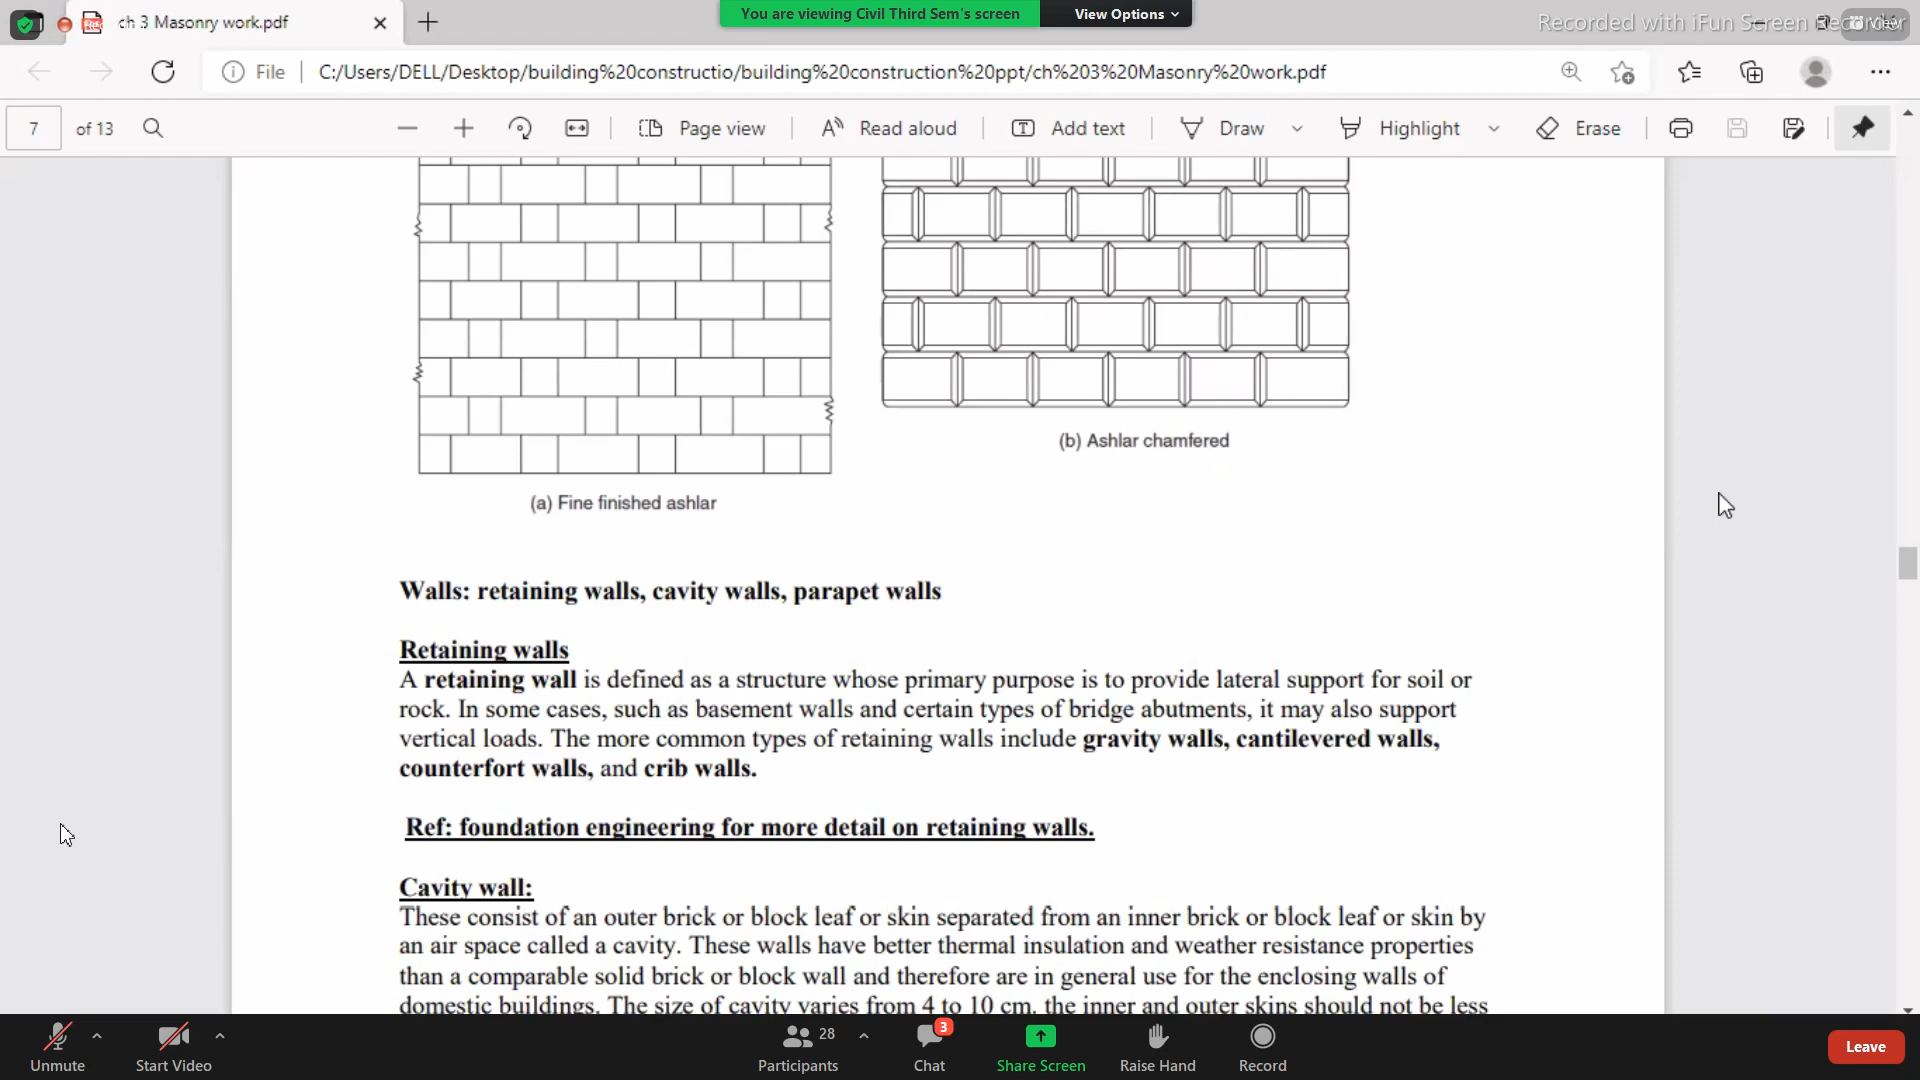 ch 3 Masonry work.pdf
You are viewing Civil Third Sem's screen
View Options
Recorded with iFun Screen
View
File
C:/Users/DELL/Desktop/building%20constructio/building%20construction%20ppt/ch%203%20Masonry%20work.pdf
7 of 13
Page view
Read aloud
Add text
Draw
Highlight
Erase
(b) Ashlar chamfered
(a) Fine finished ashlar
Walls: retaining walls, cavity walls, parapet walls
Retaining walls
A retaining wall is defined as a structure whose primary purpose is to provide lateral support for soil or
rock. In some cases, such as basement walls and certain types of bridge abutments, it may also support
vertical loads. The more common types of retaining walls include gravity walls, cantilevered walls,
counterfort walls, and crib walls.
Ref: foundation engineering for more detail on retaining walls.
Cavity wall:
These consist of an outer brick or block leaf or skin separated from an inner brick or block leaf or skin by
an air space called a cavity. These walls have better thermal insulation and weather resistance properties
than a comparable solid brick or block wall and therefore are in general use for the enclosing walls of
domestic buildings. The size of cavity varies from 4 to 10 cm. the inner and outer skins should not be less
Unmute
Start Video
28
Participants
3
Chat
Share Screen
Raise Hand
Record
Leave